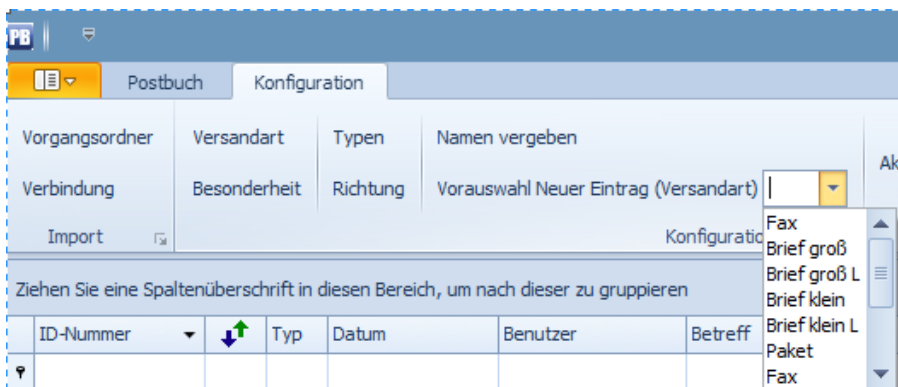 PB
Postbuch Konfiguration
Vorgangsordner Versandart Typen Namen vergeben
Ak
Verbindung Besonderheit Richtung Vorauswahl Neuer Eintrag (Versandart)
Import Konfiguratio
Fax
Brief groß
Brief groß L
Brief klein
Brief klein L
Paket
Fax
Ziehen Sie eine Spaltenüberschrift in diesen Bereich, um nach dieser zu gruppieren
ID-Nummer Typ Datum Benutzer Betreff